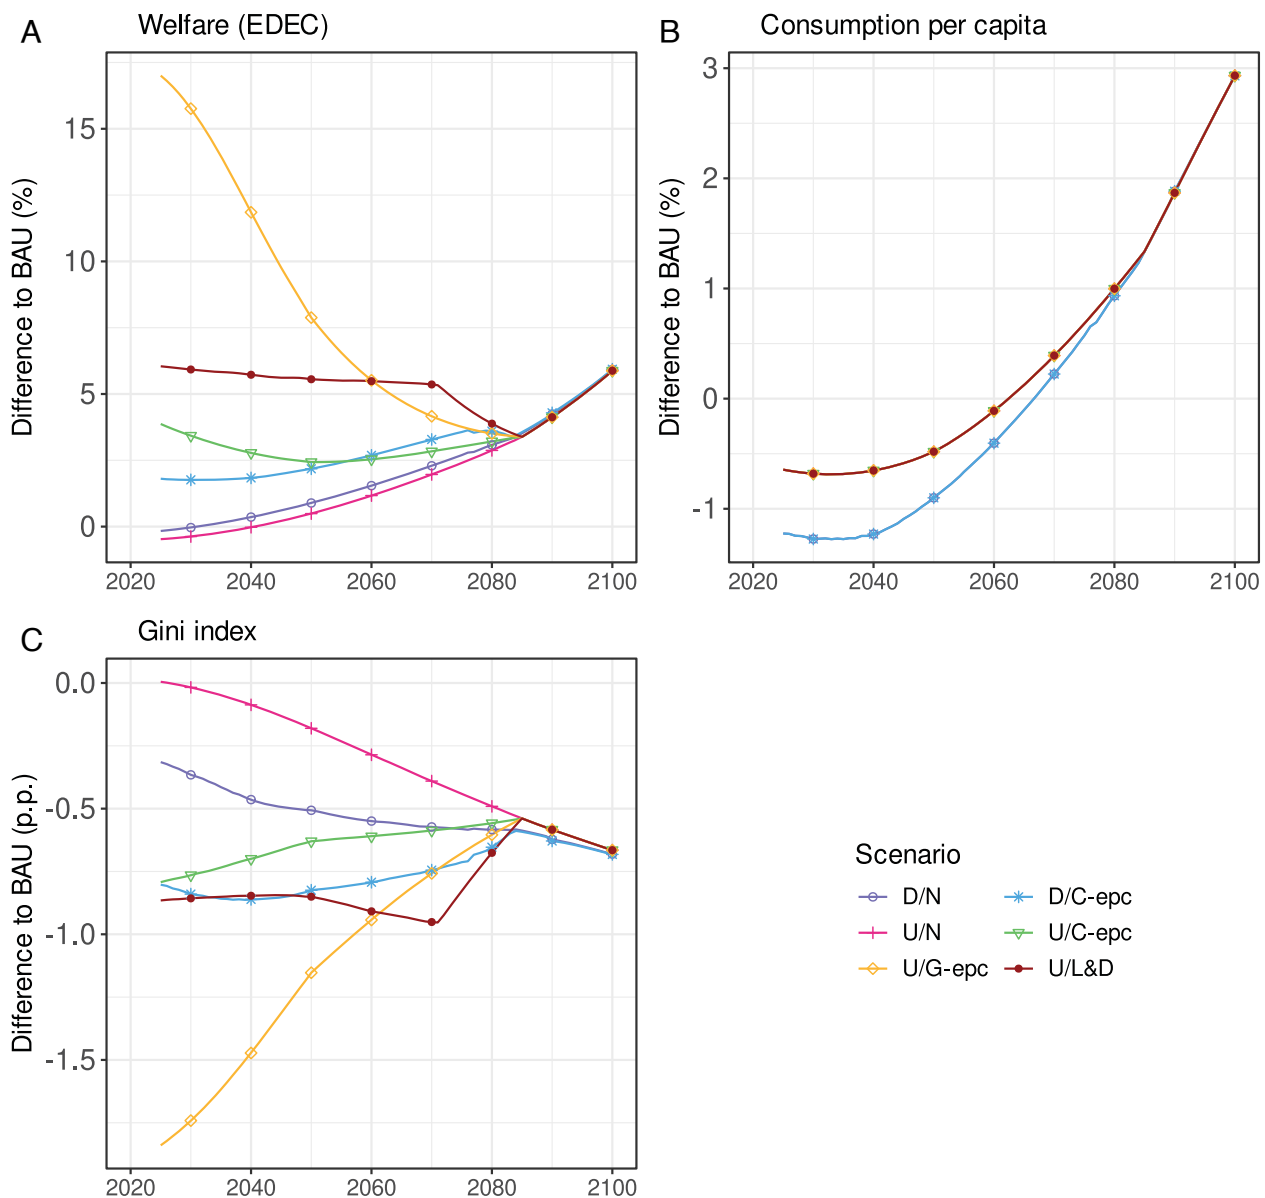 A Welfare (EDEC)
Difference to BAU (%)
15
10
5
0
2020 2040 2060 2080 2100
B Consumption per capita
Difference to BAU (%)
3
2
1
0
-1
2020 2040 2060 2080 2100
C Gini index
Difference to BAU (p.p.)
0.0
-0.5
-1.0
-1.5
2020 2040 2060 2080 2100
Scenario
D/N D/C-epc
U/N U/C-epc
U/G-epc U/L&D